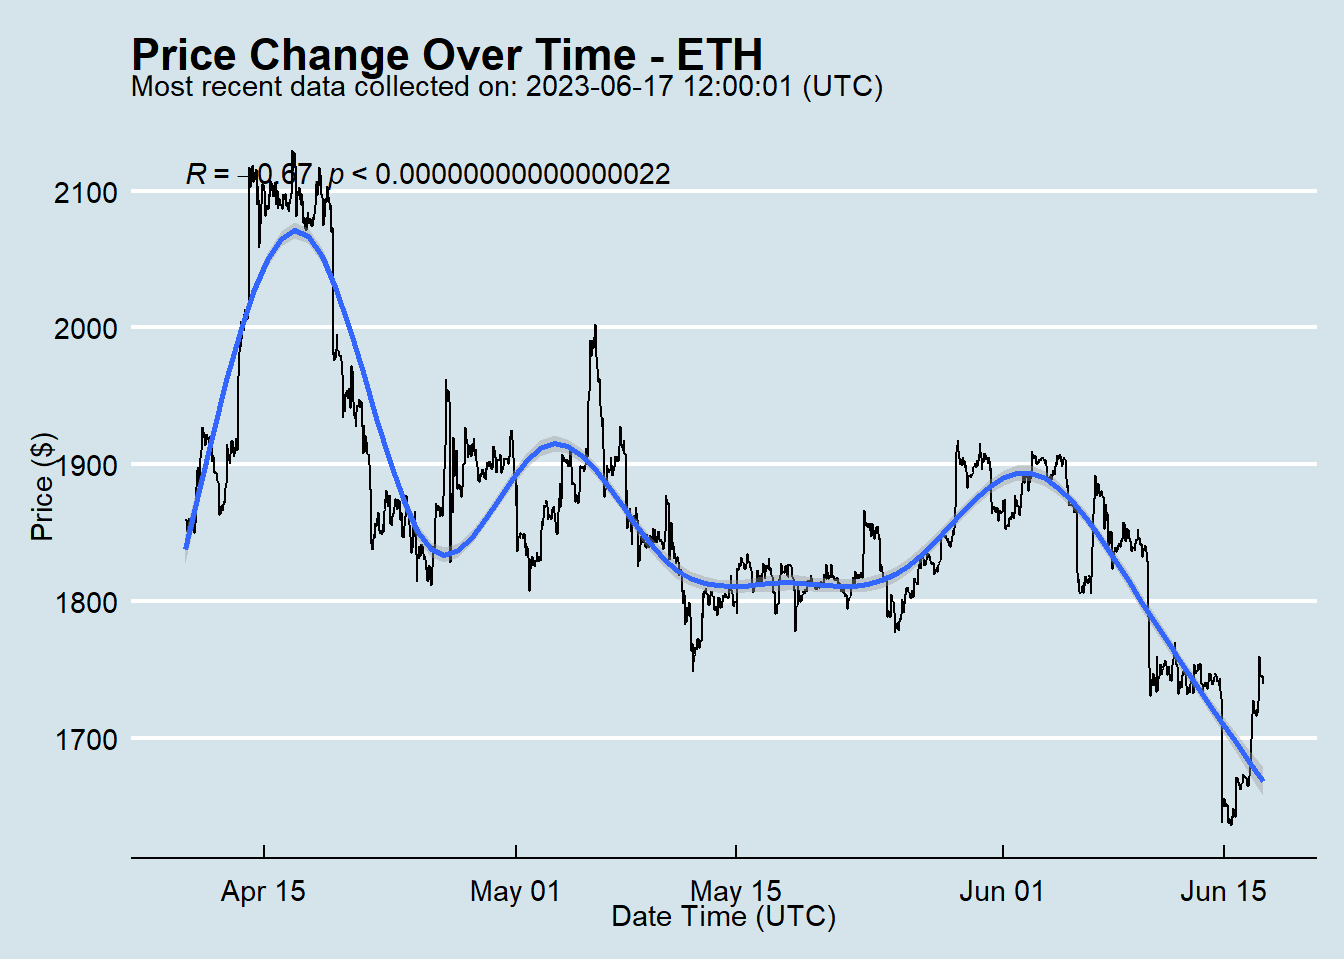 Price Change Over Time - ETH
Most recent data collected on: 2023-06-17 12:00:01 (UTC)
R = −0.67, p < 0.00000000000000022
2100
2000
1900
1800
1700
Price ($)
Apr 15
May 01
May 15
Jun 01
Jun 15
Date Time (UTC)